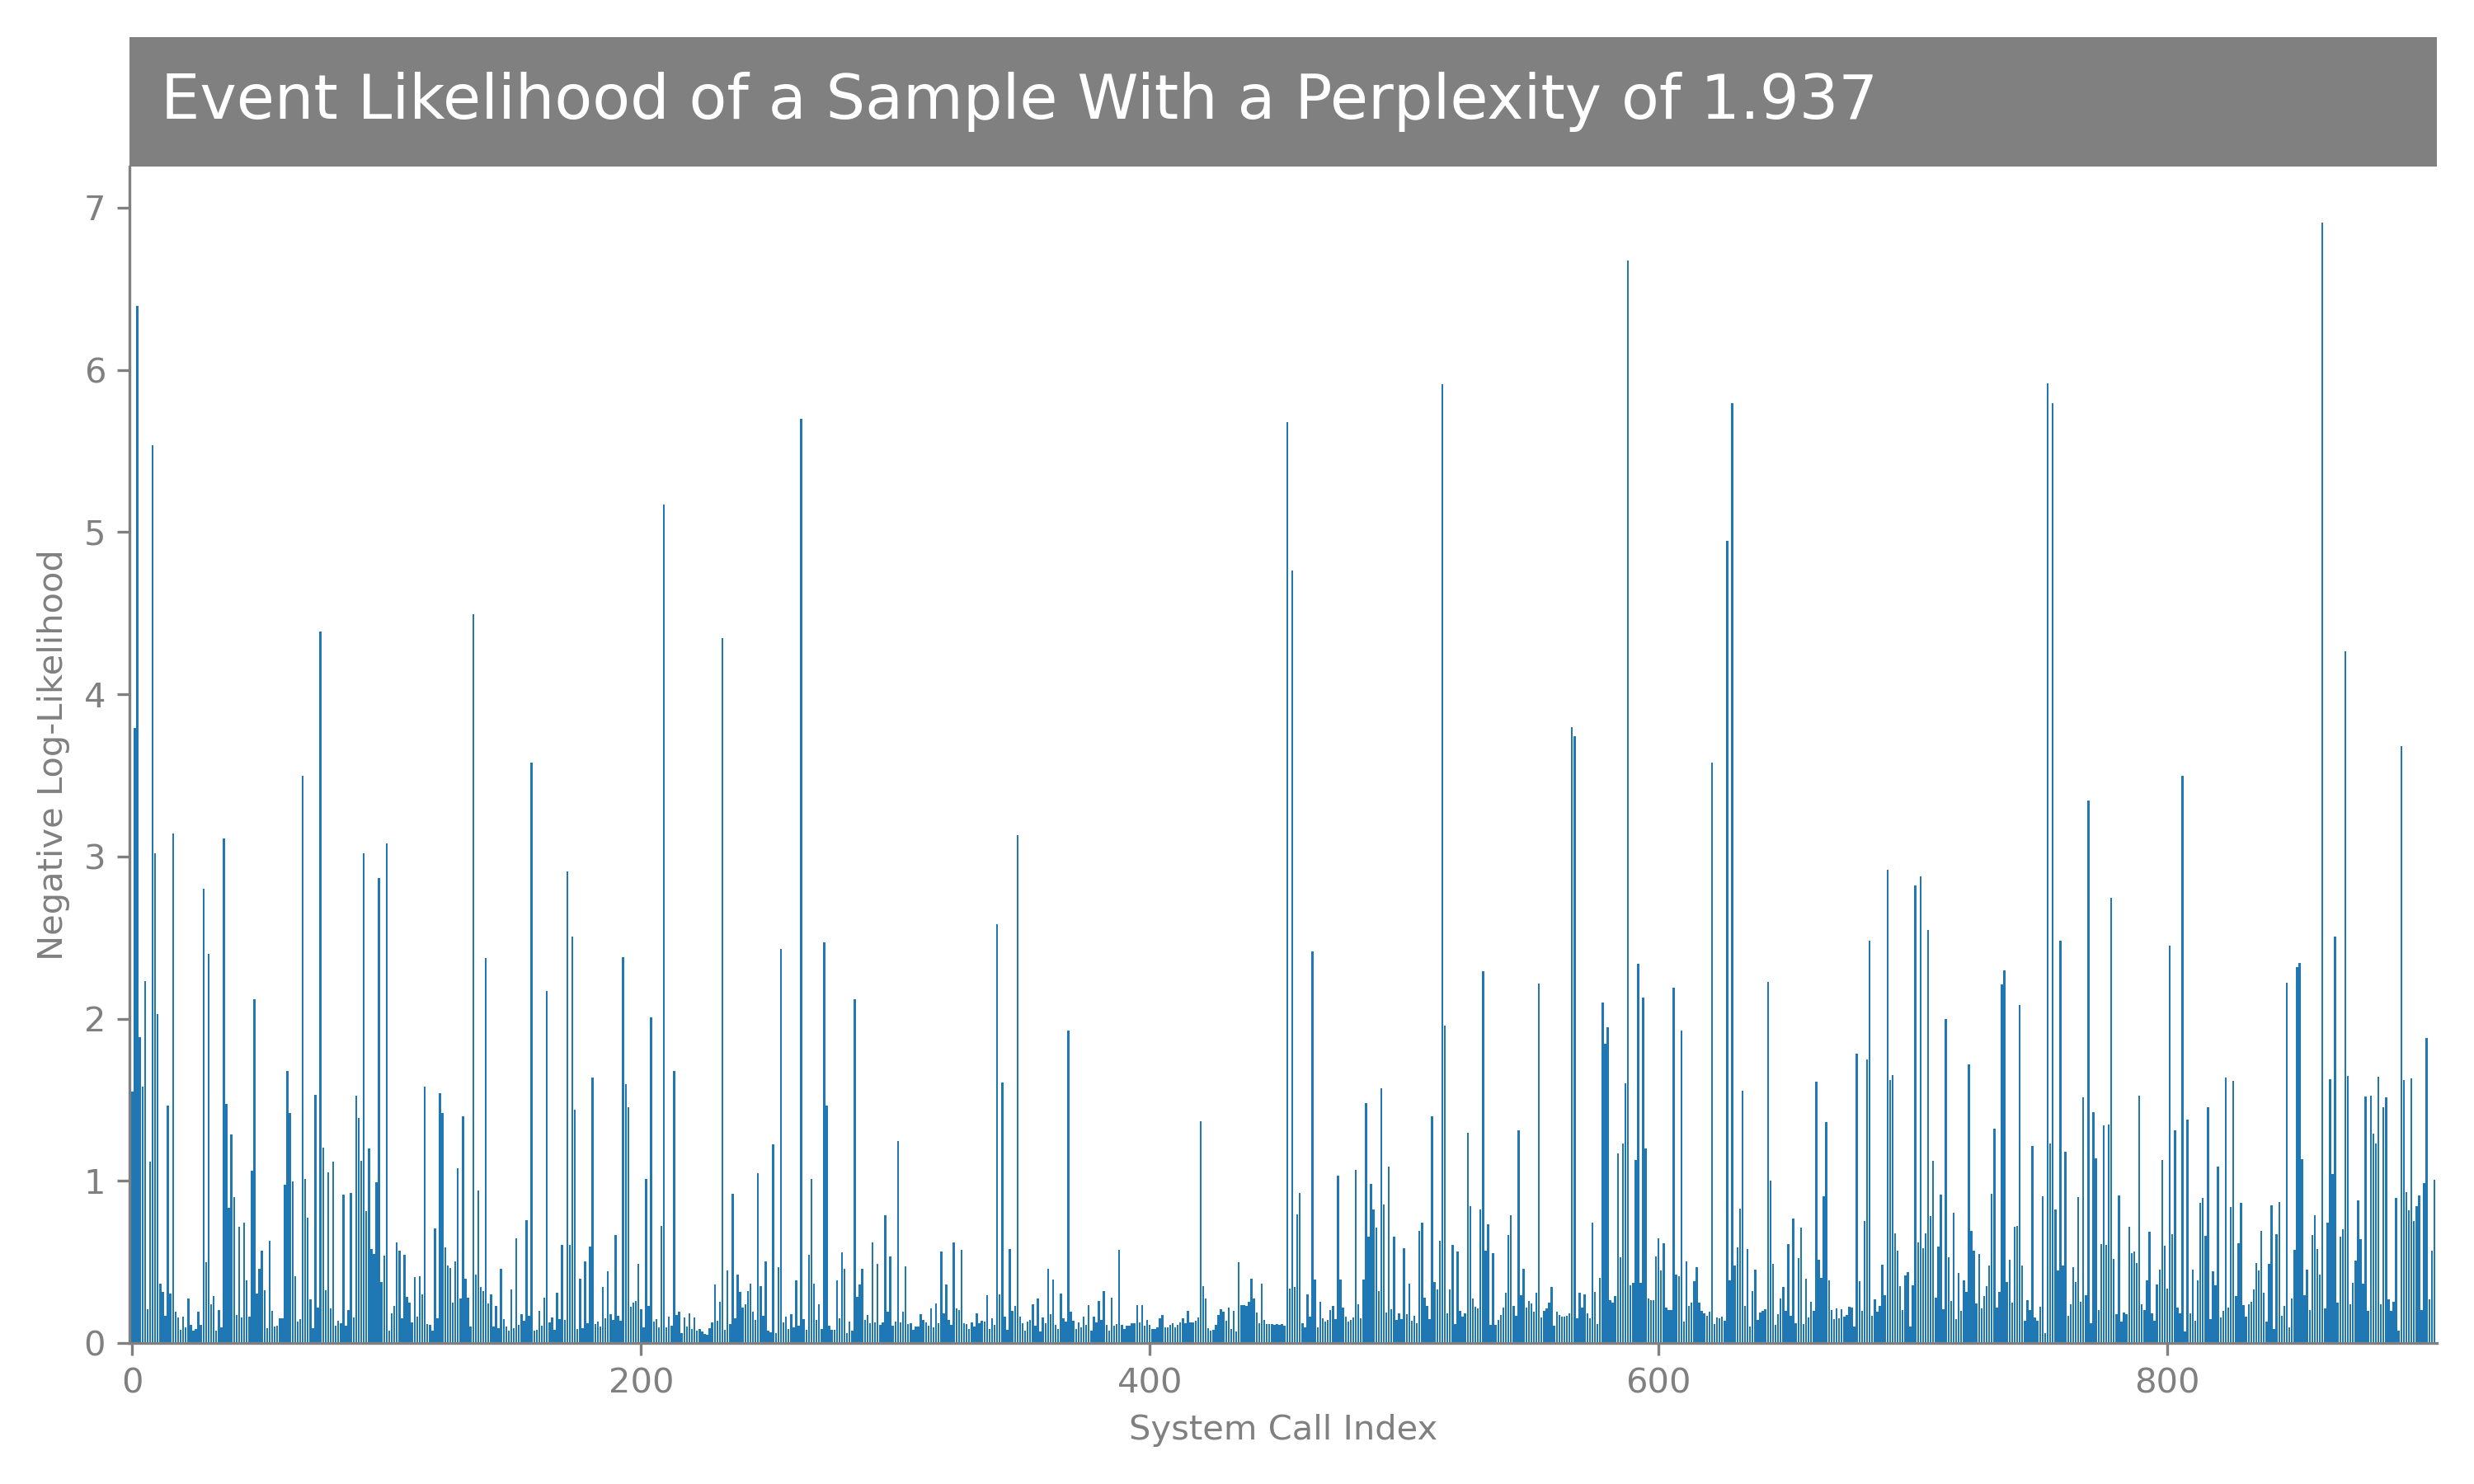 Event Likelihood of a Sample With a Perplexity of 1.937
7
6
5
4
3
2
1
0
Negative Log-Likelihood
0 200 400 600 800
System Call Index